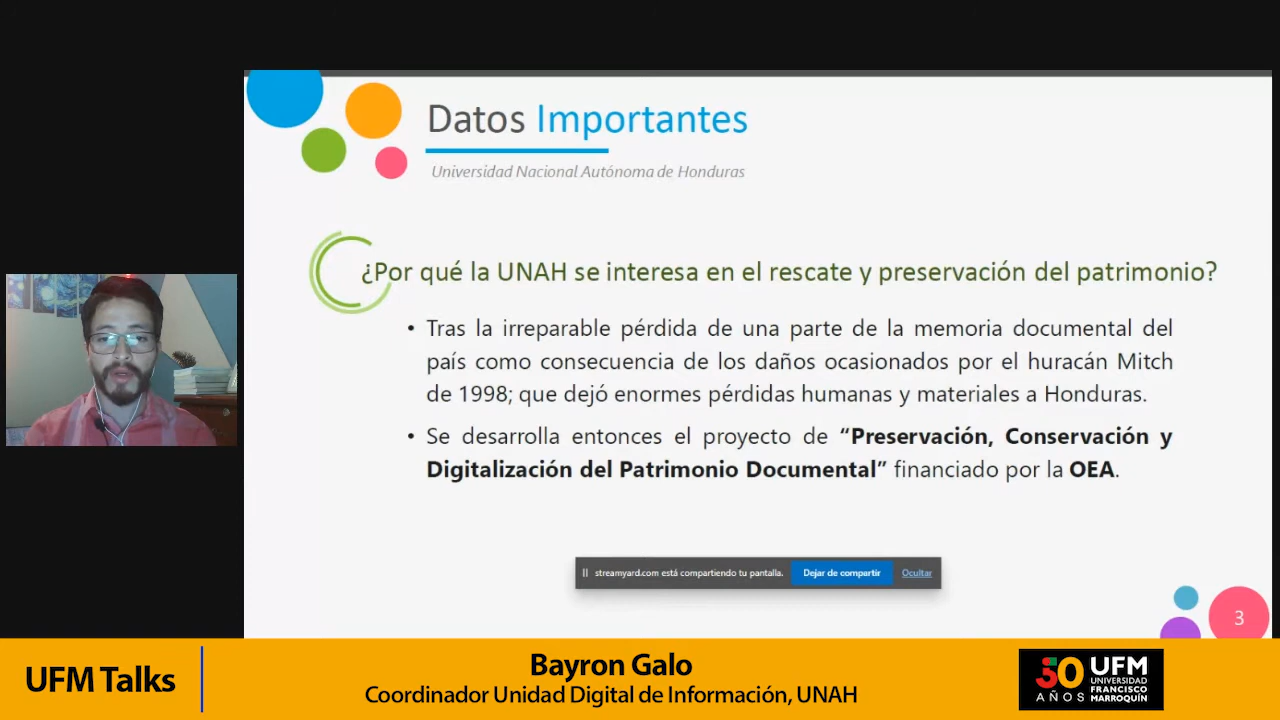 Datos Importantes
Universidad Nacional Autónoma de Honduras
¿Por qué la UNAH se interesa en el rescate y preservación del patrimonio?
• Tras la irreparable pérdida de una parte de la memoria documental del
país como consecuencia de los daños ocasionados por el huracán Mitch
de 1998; que dejó enormes pérdidas humanas y materiales a Honduras.
• Se desarrolla entonces el proyecto de “Preservación, Conservación y
Digitalización del Patrimonio Documental” financiado por la OEA.
streamyard.com está compartiendo tu pantalla. Dejar de compartir Ocultar
3
UFM Talks
Bayron Galo
Coordinador Unidad Digital de Información, UNAH
50 AÑOS
UFM
UNIVERSIDAD
FRANCISCO
MARROQUÍN